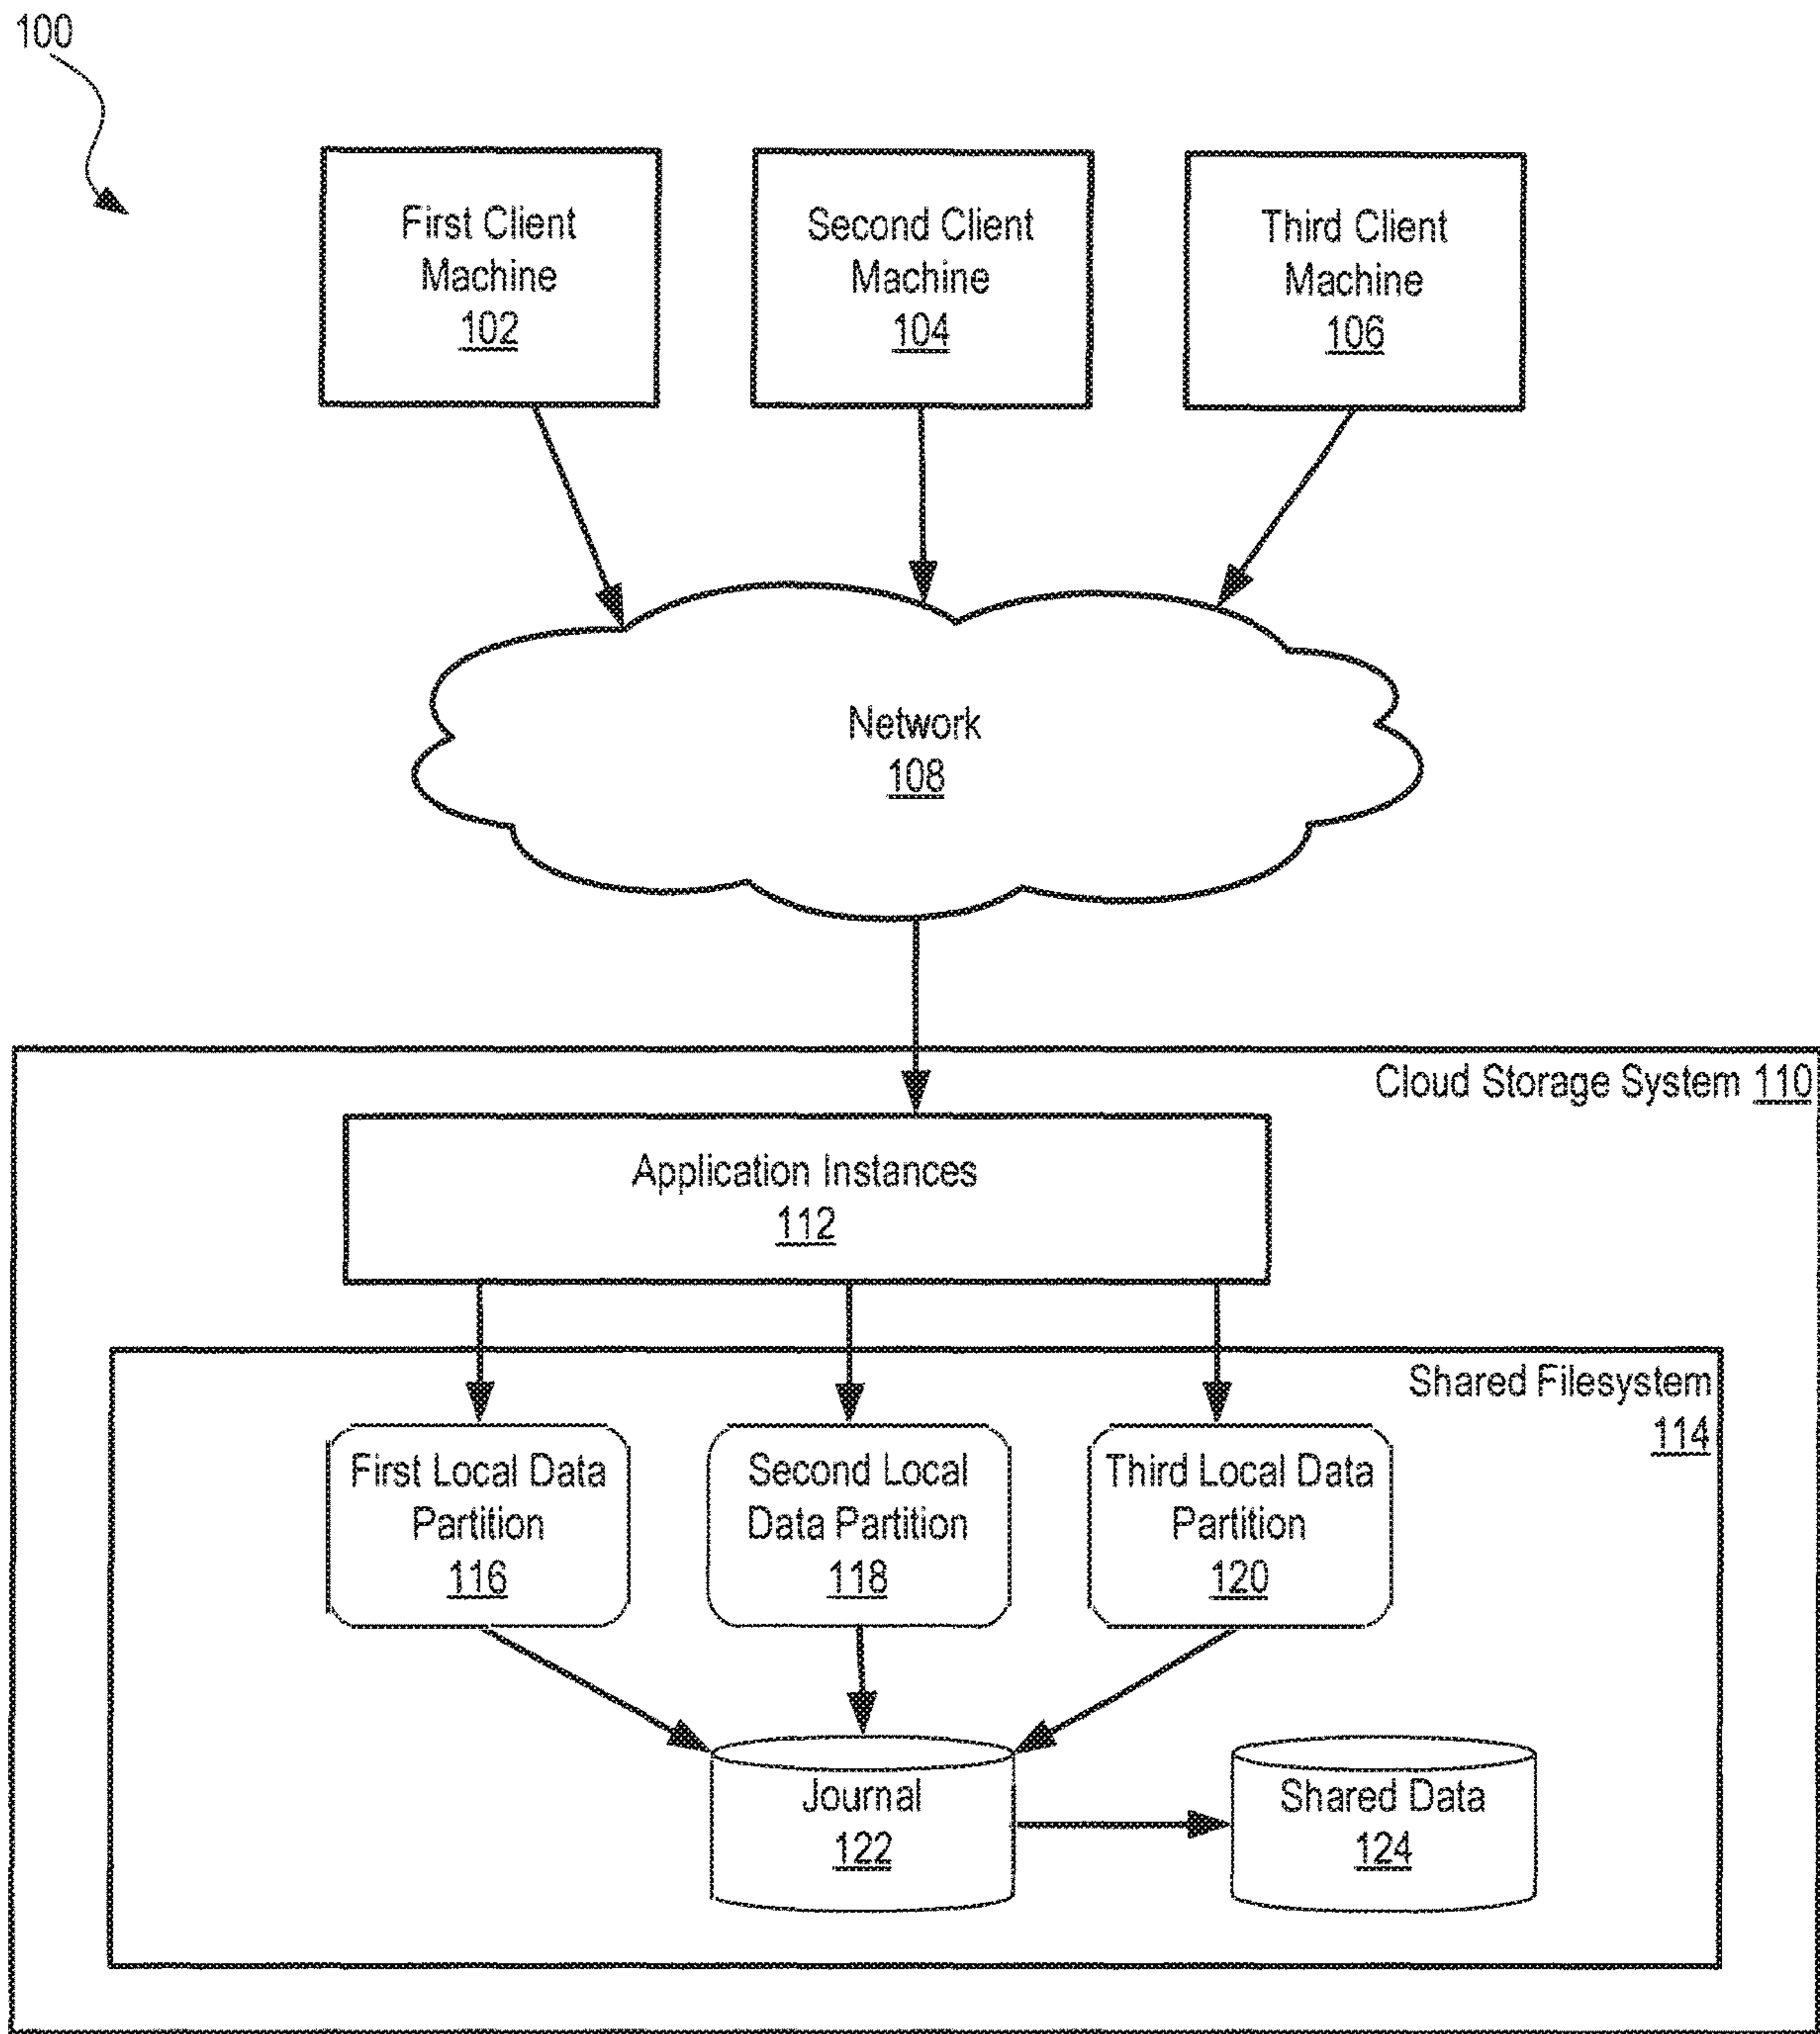 100
First Client
Machine
102
Second Client
Machine
104
Third Client
Machine
106
Network
108
Cloud Storage System 110
Application Instances
112
Shared Filesystem
114
First Local Data
Partition
116
Second Local
Data Partition
118
Third Local Data
Partition
120
Journal
122
Shared Data
124